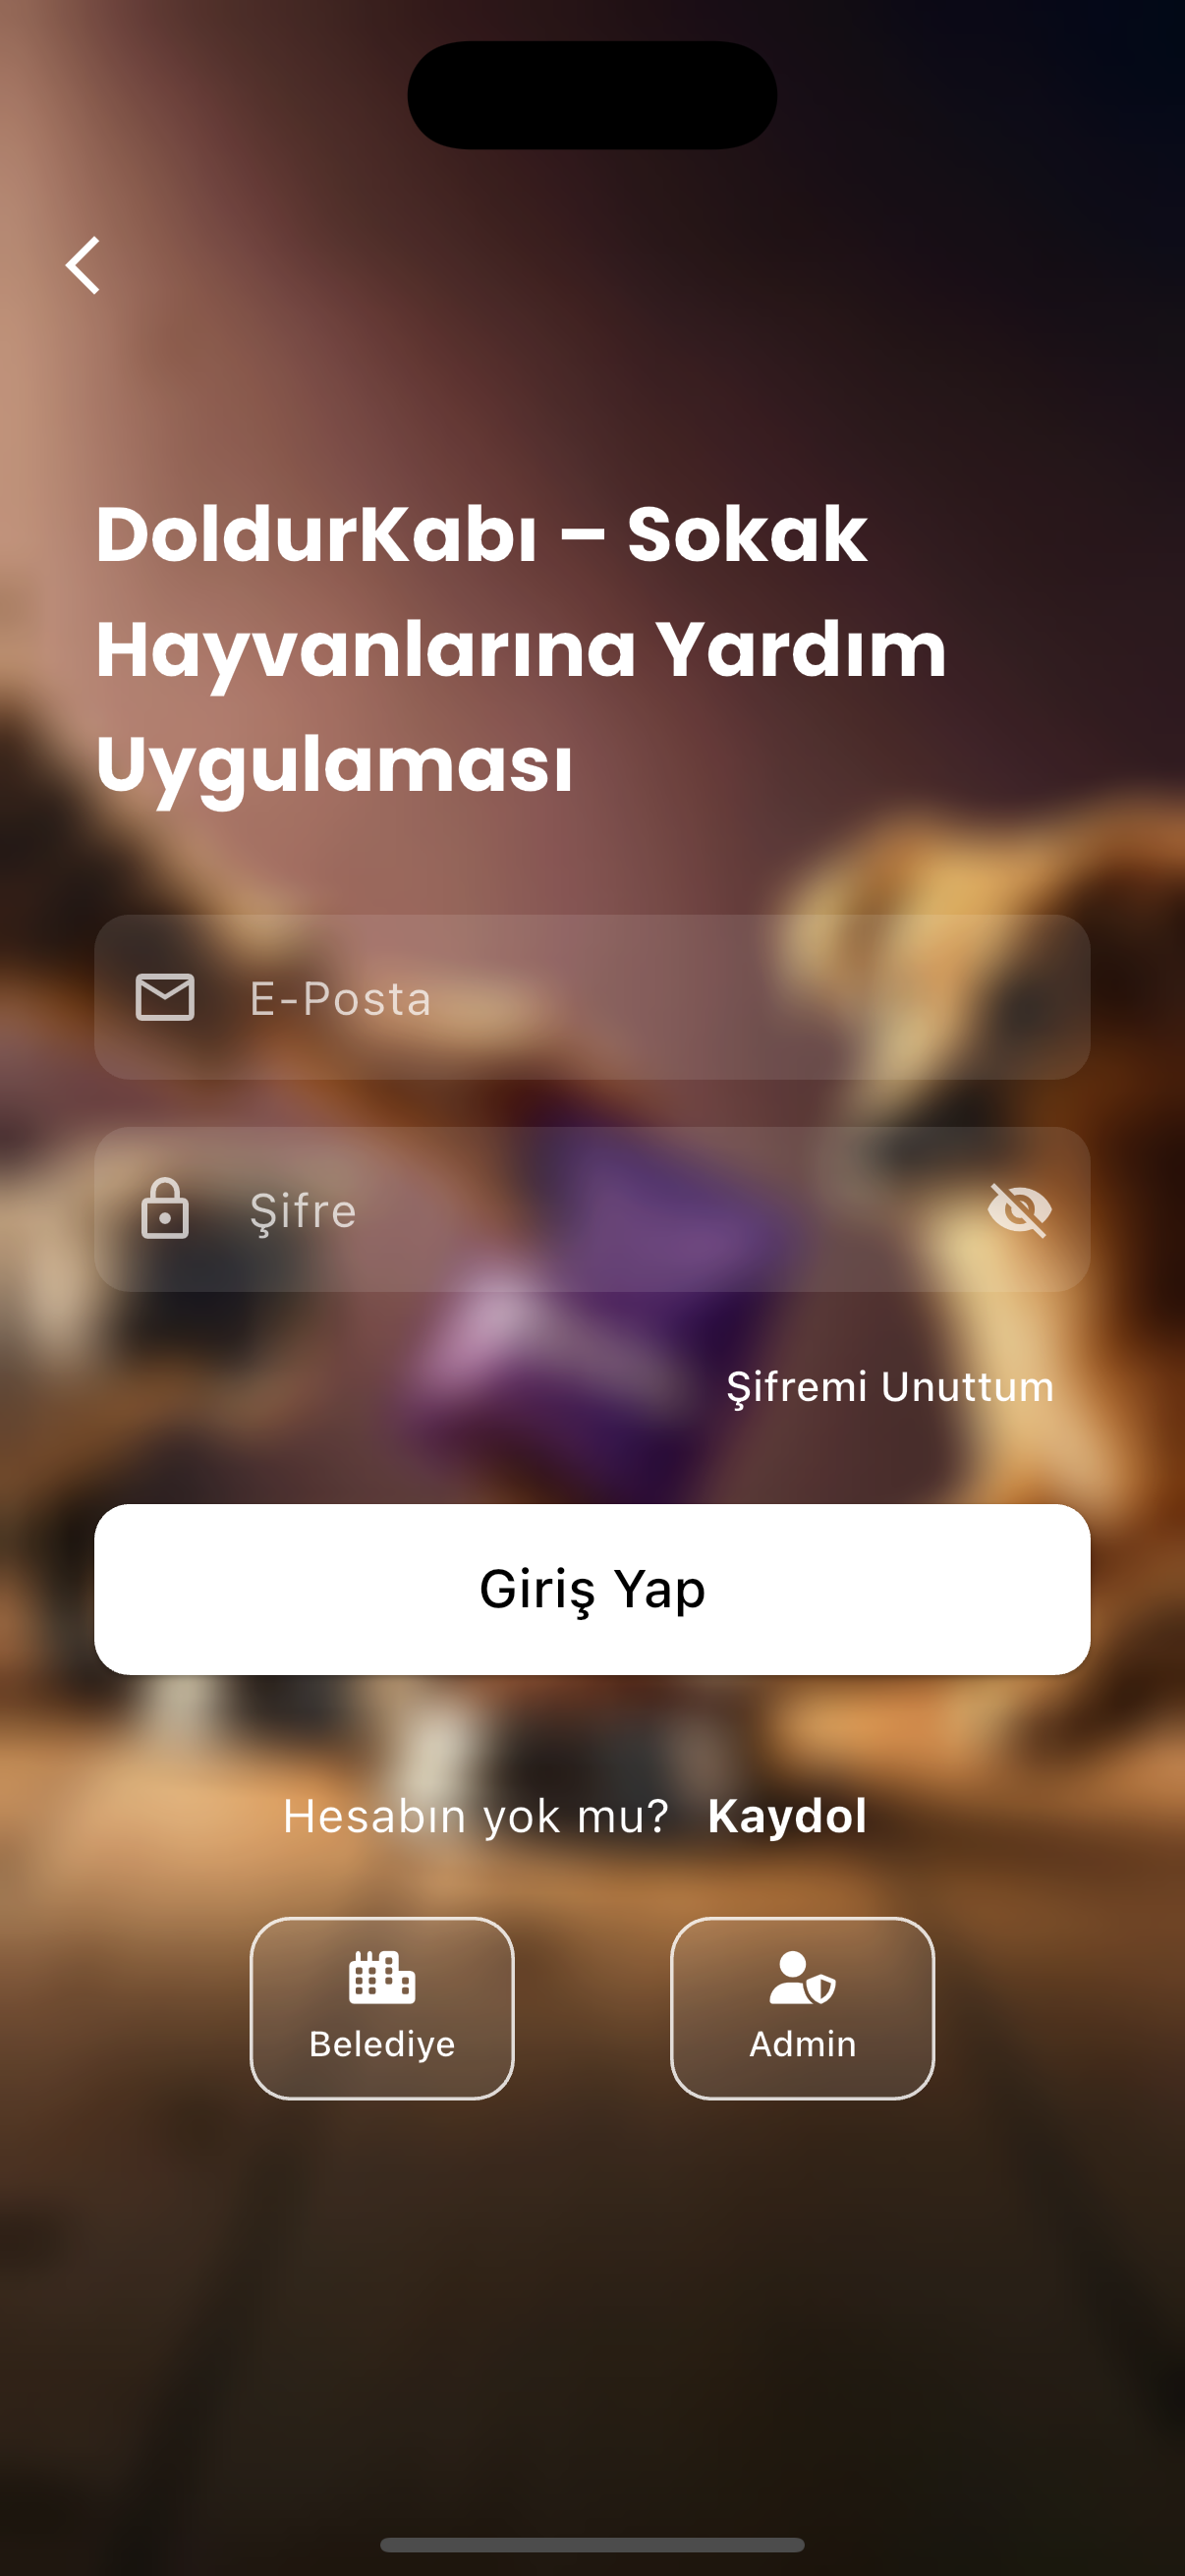 DoldurKabı – Sokak
Hayvanlarına Yardım
Uygulaması
E-Posta
Şifre
Şifremi Unuttum
Giriş Yap
Hesabın yok mu? Kaydol
Belediye Admin